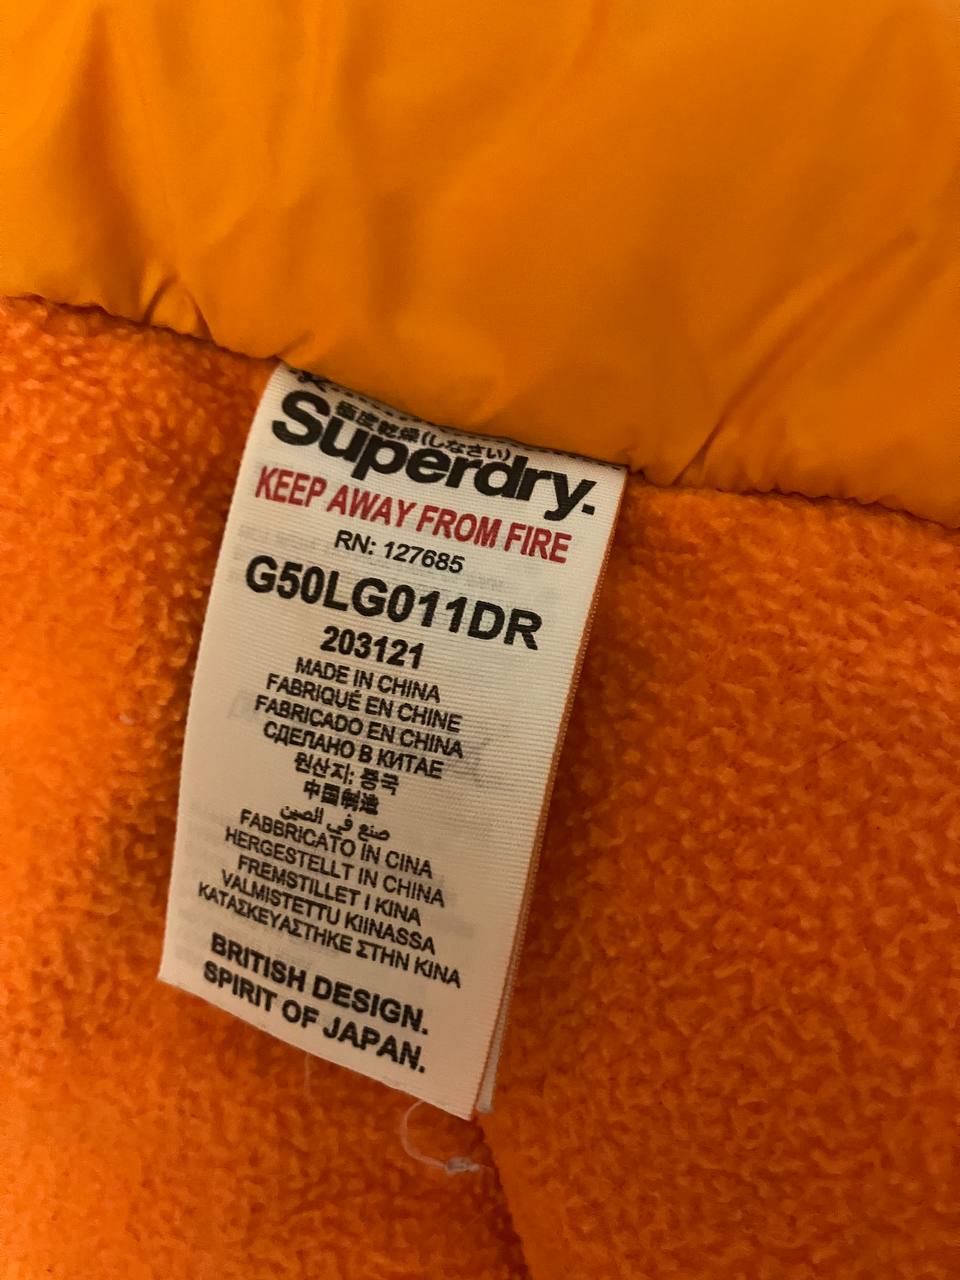 極度乾燥(しなさい)
Superdry.
KEEP AWAY FROM FIRE
RN: 127685
G50LG011DR
203121
MADE IN CHINA
FABRIQUÉ EN CHINE
FABRICADO EN CHINA
СДЕЛАНО В КИТАЕ
원산지: 중국
中国制造
صنع في الصين
FABBRICATO IN CINA
HERGESTELLT IN CHINA
FREMSTILLET I KINA
VALMISTETTU KIINASSA
ΚΑΤΑΣΚΕΥΑΣΤΗΚΕ ΣΤΗΝ ΚΙΝΑ
BRITISH DESIGN.
SPIRIT OF JAPAN.